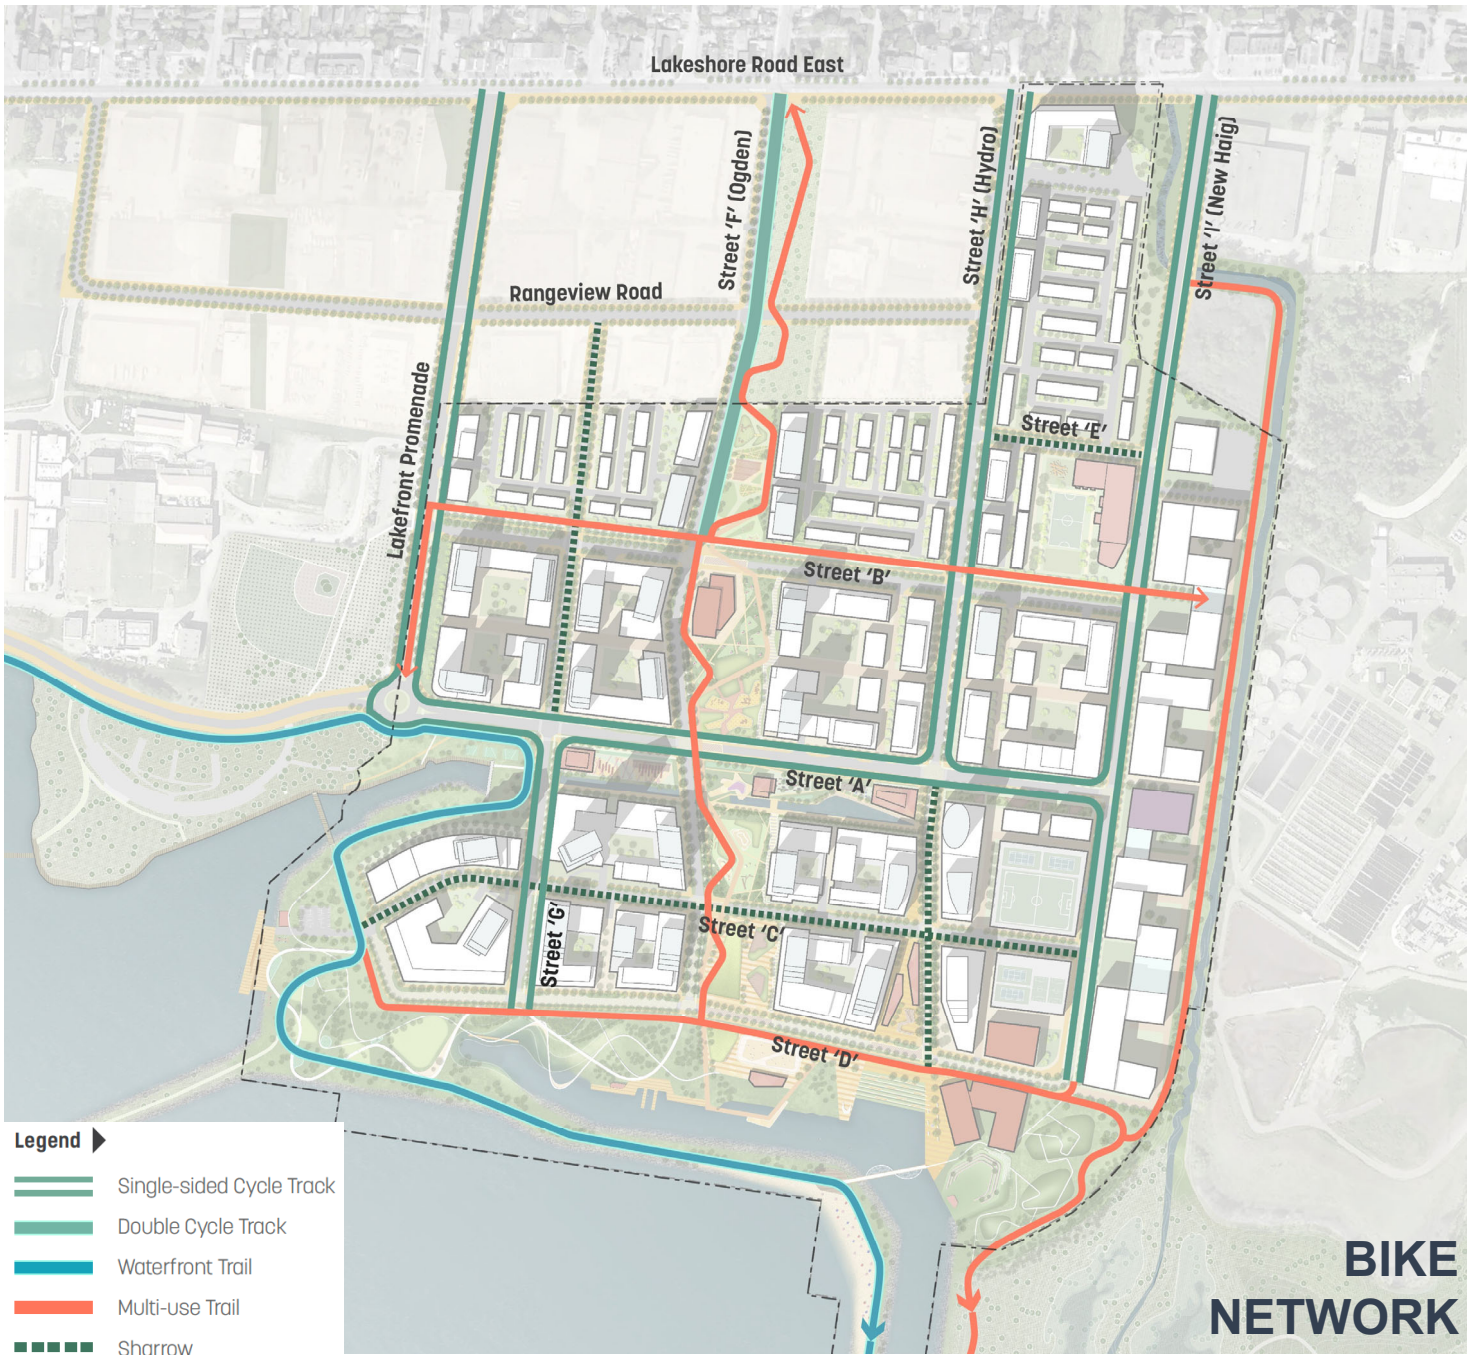 Lakeshore Road East
Street 'F' (Ogden)
Street 'H' (Hydro)
Street 'I' (New Haig)
Rangeview Road
Lakefront Promenade
Street 'E'
Street 'B'
Street 'A'
Street 'G'
Street 'C'
Street 'D'
Legend
Single-sided Cycle Track
Double Cycle Track
Waterfront Trail
Multi-use Trail
Sharrow
BIKE
NETWORK